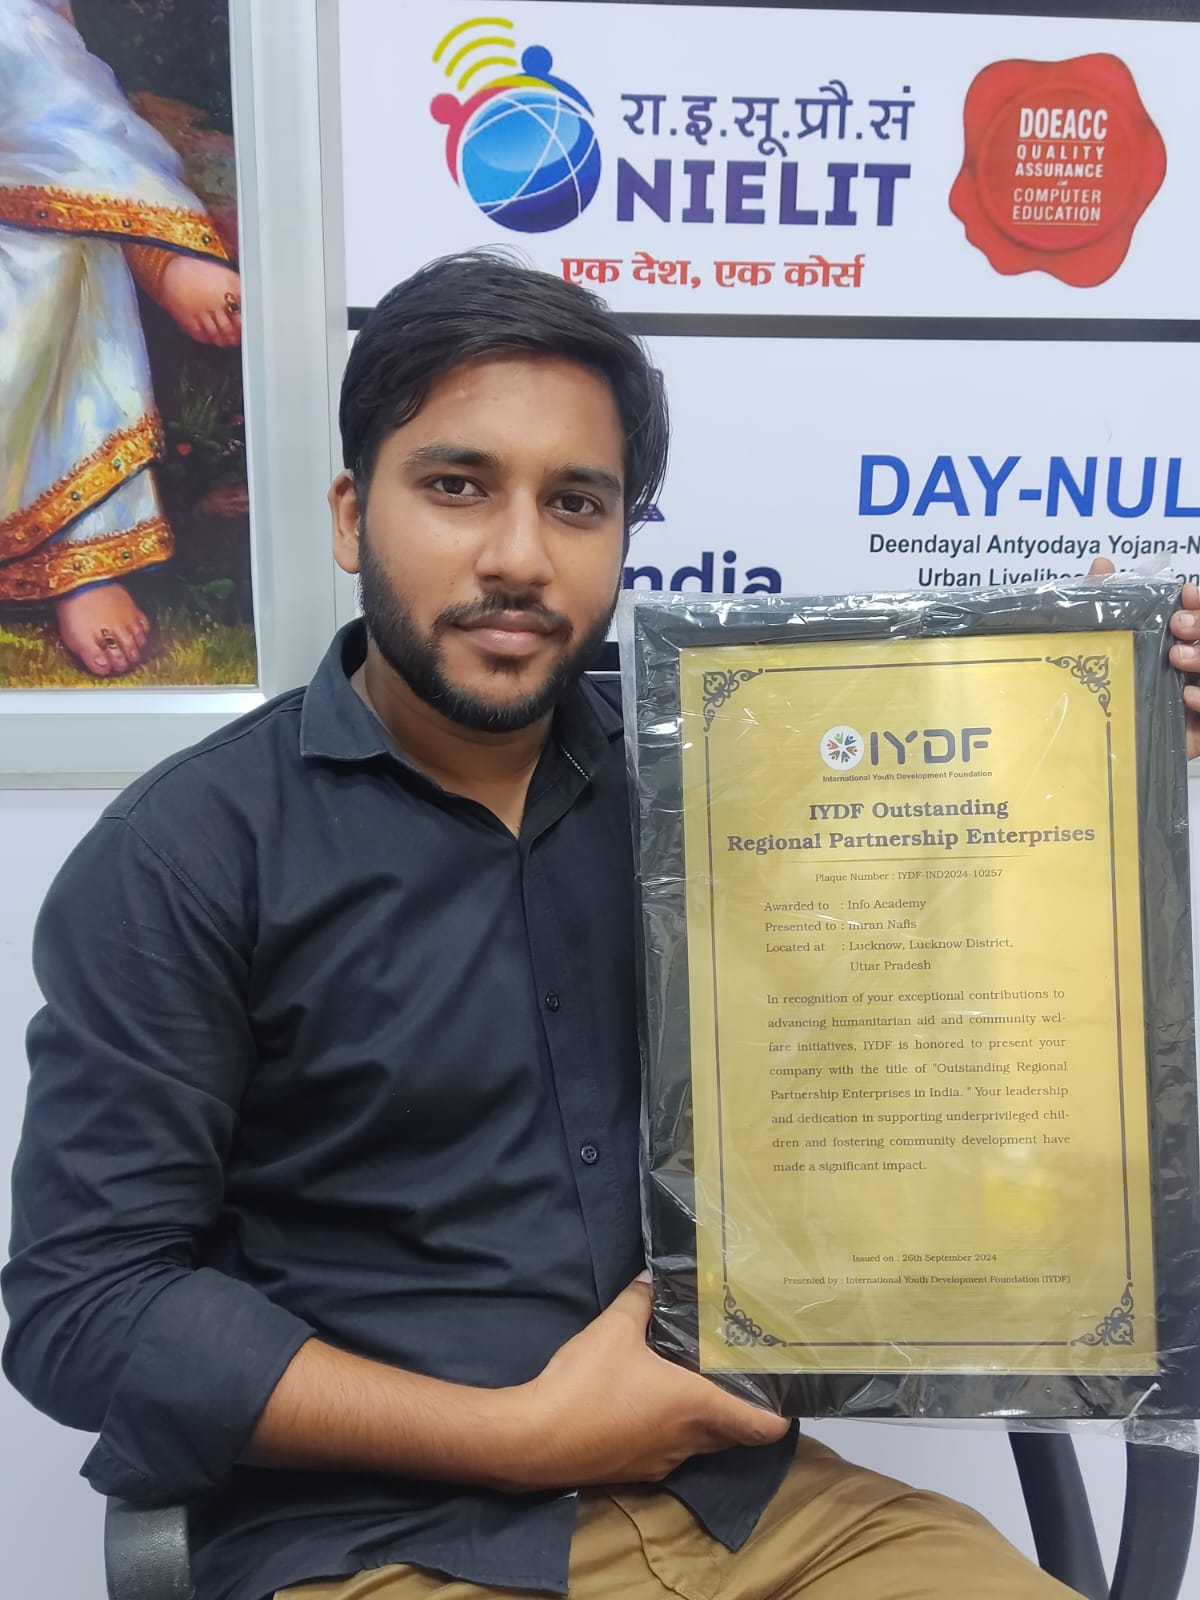 रा.इ.सू.प्रौ.सं
NIELIT
एक देश, एक कोर्स
DOEACC
QUALITY
ASSURANCE
in
COMPUTER
EDUCATION
DAY-NUL
Deendayal Antyodaya Yojana-N
Urban
ndia
IYDF
International Youth Development Foundation
IYDF Outstanding
Regional Partnership Enterprises
Plaque Number : IYDF-IND2024-10257
Awarded to : Info Academy
Presented to : Imran Nafis
Located at : Lucknow, Lucknow District,
Uttar Pradesh
In recognition of your exceptional contributions to
advancing humanitarian aid and community wel-
fare initiatives, IYDF is honored to present your
company with the title of "Outstanding Regional
Partnership Enterprises in India. " Your leadership
and dedication in supporting underprivileged chil-
dren and fostering community development have
made a significant impact.
Issued on : 26th September 2024
Presented by : International Youth Development Foundation (IYDF)